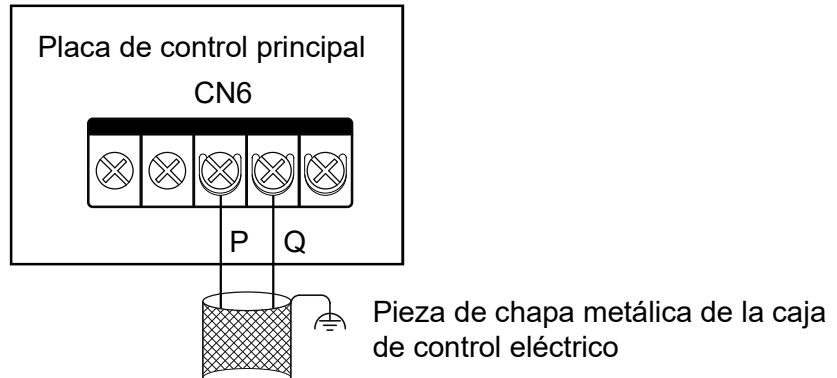 Placa de control principal
CN6
P Q
Pieza de chapa metálica de la caja
de control eléctrico